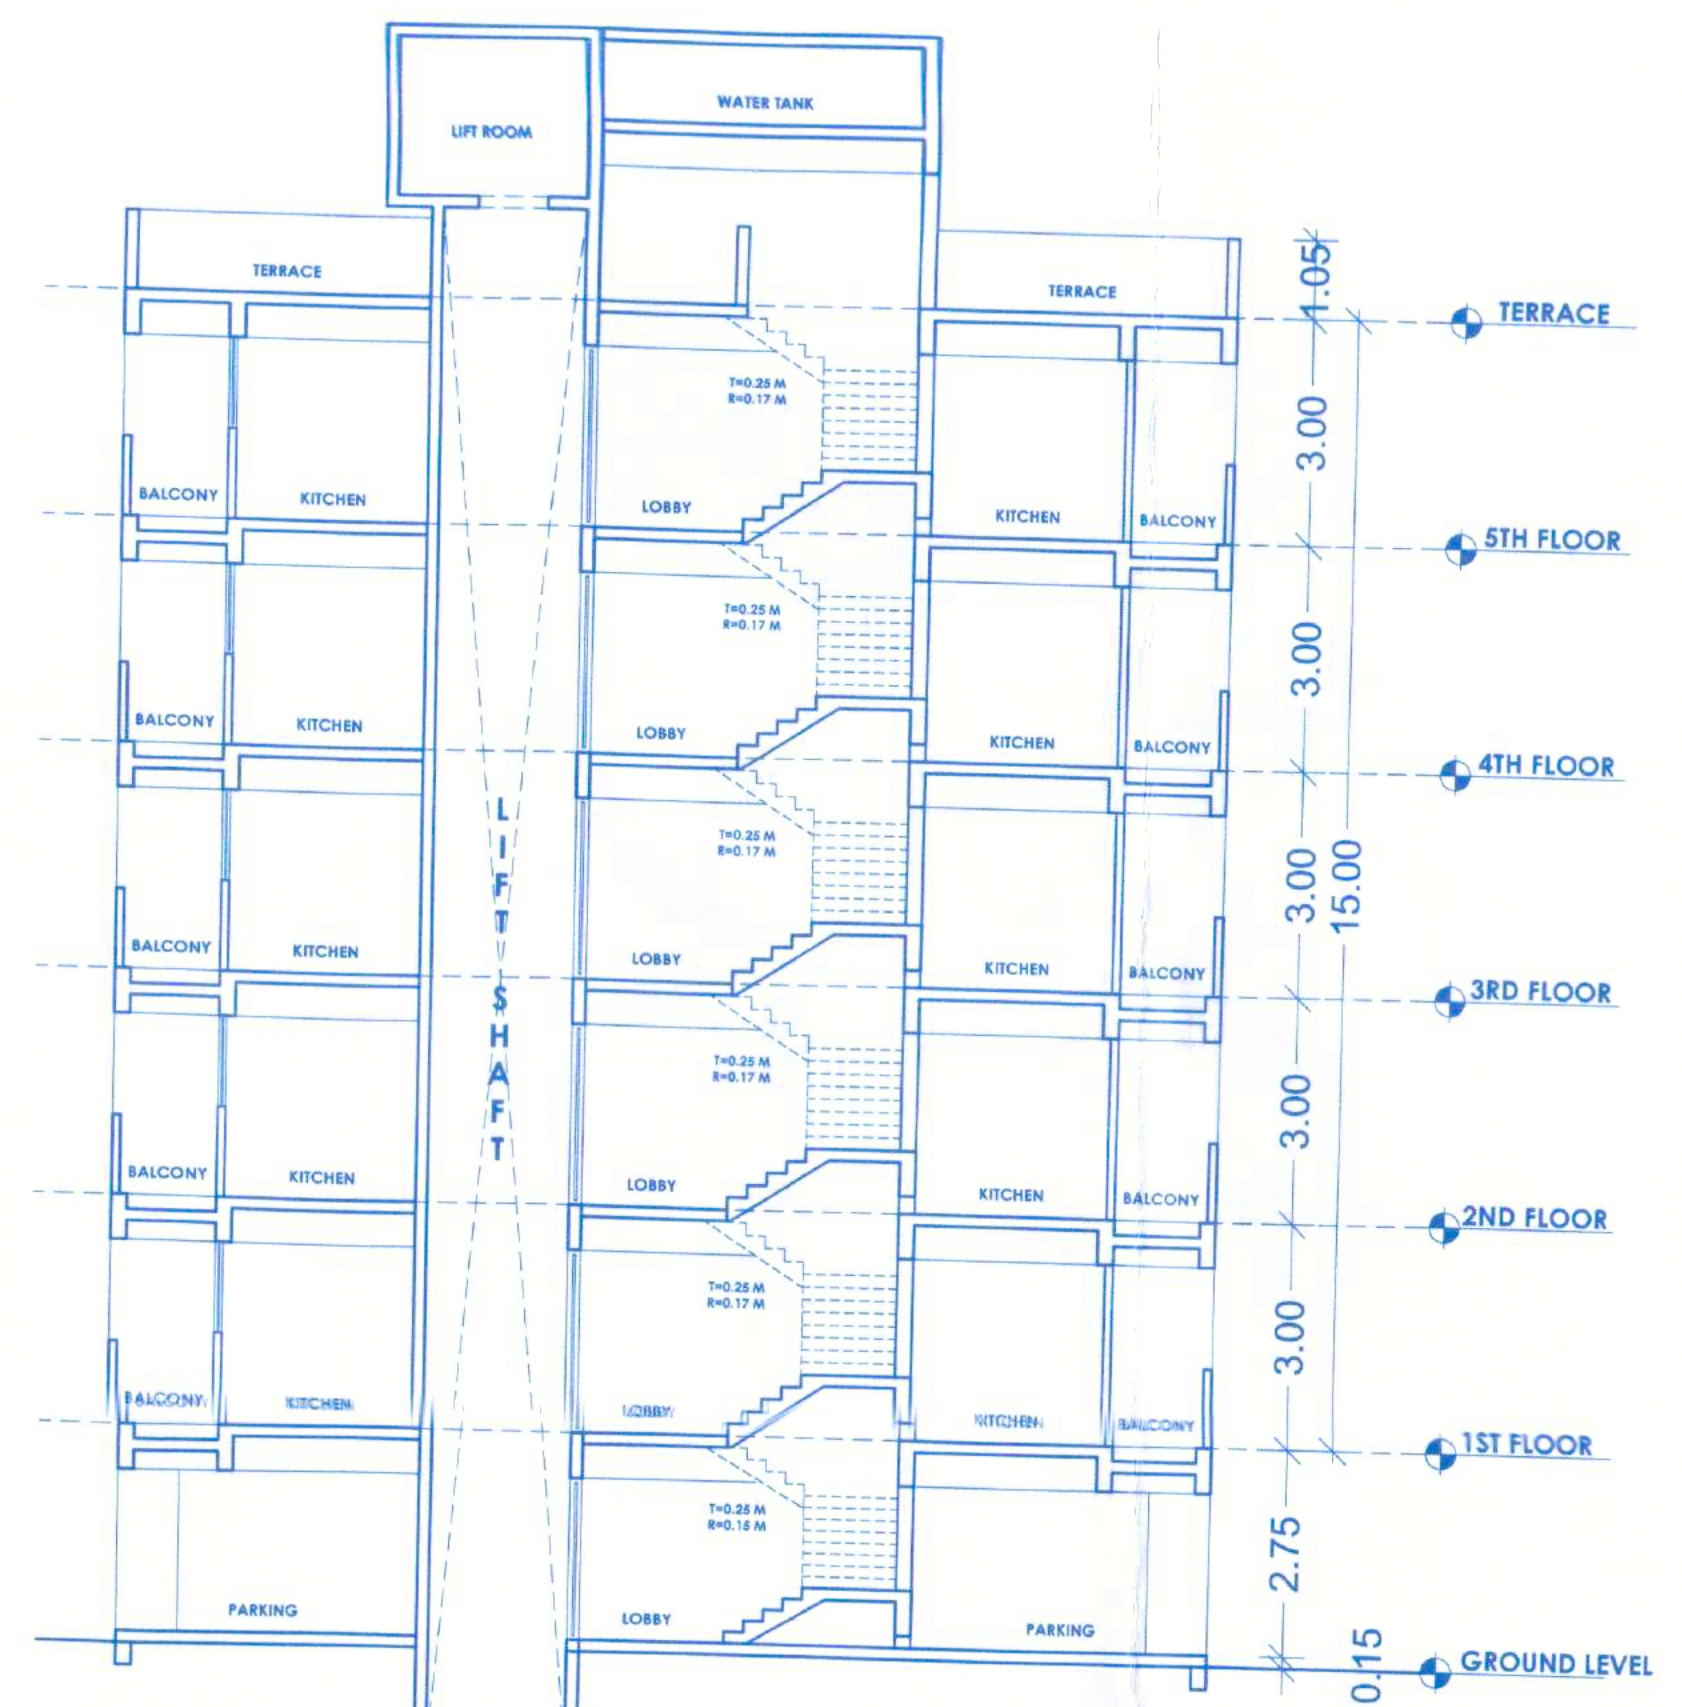 WATER TANK
LIFT ROOM
TERRACE
TERRACE
1.05
TERRACE
T=0.25 M
R=0.17 M
3.00
BALCONY
KITCHEN
LOBBY
KITCHEN
BALCONY
5TH FLOOR
T=0.25 M
R=0.17 M
3.00
BALCONY
KITCHEN
LOBBY
KITCHEN
BALCONY
4TH FLOOR
LIFT SHAFT
T=0.25 M
R=0.17 M
3.00
15.00
BALCONY
KITCHEN
LOBBY
KITCHEN
BALCONY
3RD FLOOR
T=0.25 M
R=0.17 M
3.00
BALCONY
KITCHEN
LOBBY
KITCHEN
BALCONY
2ND FLOOR
T=0.25 M
R=0.17 M
3.00
BALCONY
KITCHEN
LOBBY
KITCHEN
BALCONY
1ST FLOOR
T=0.25 M
R=0.15 M
2.75
PARKING
LOBBY
PARKING
0.15
GROUND LEVEL